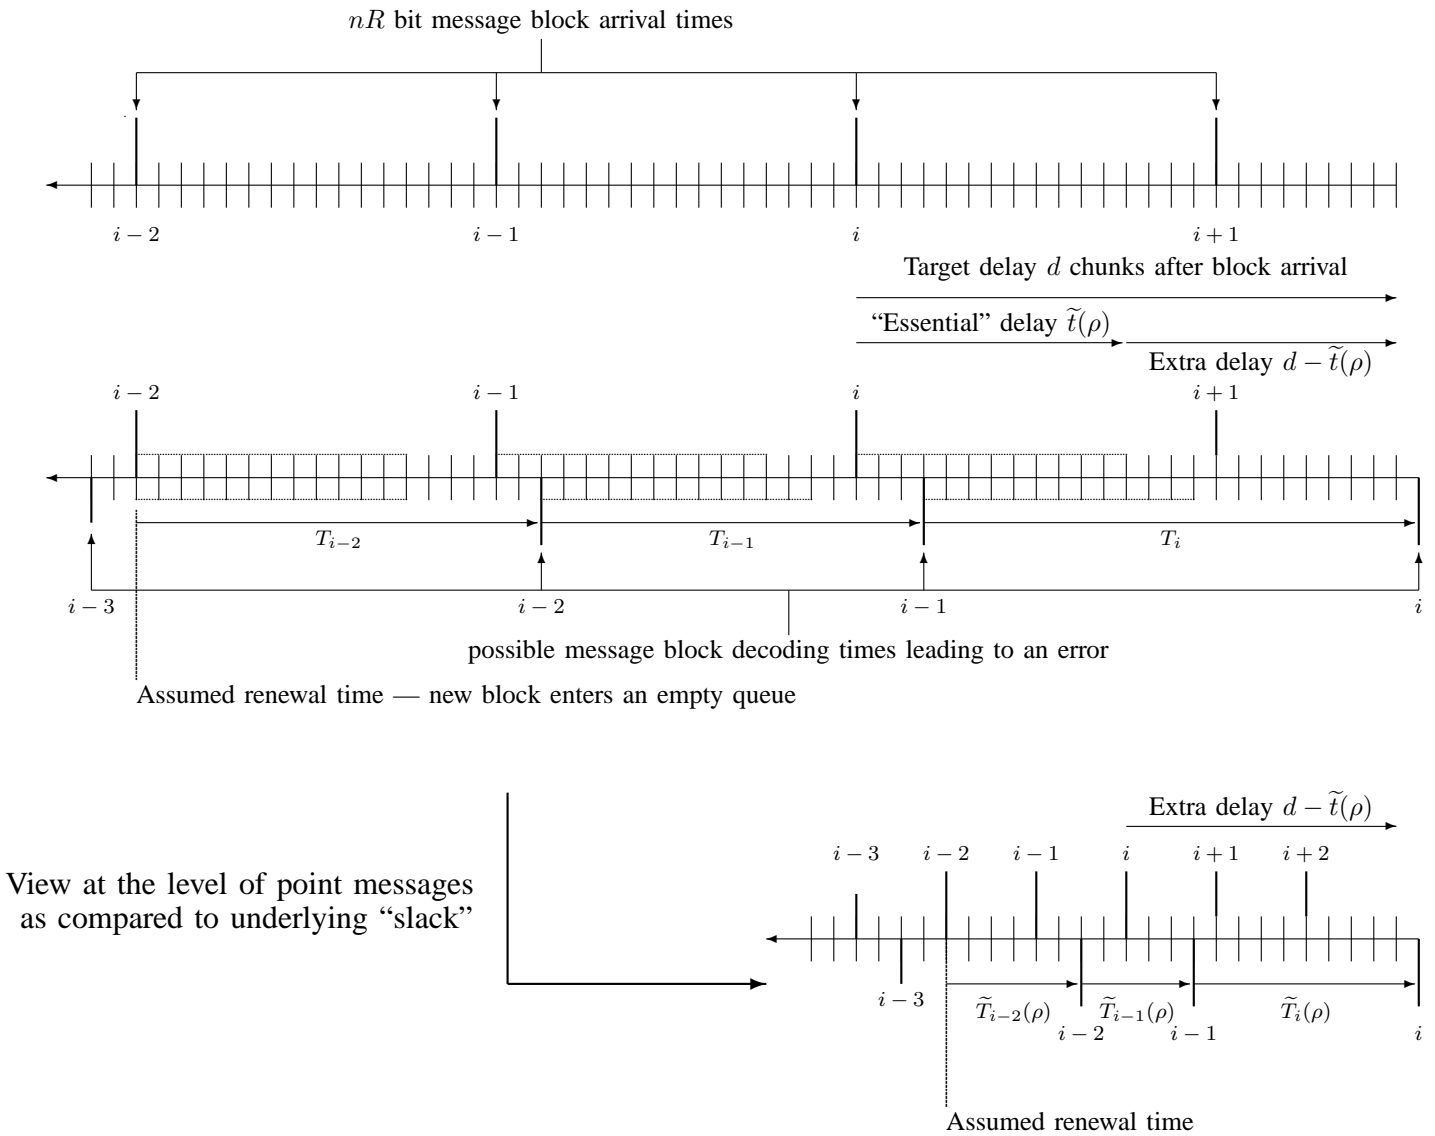 nR bit message block arrival times
i − 2 i − 1 i i + 1
Target delay d chunks after block arrival
“Essential” delay t̃(ρ)
Extra delay d − t̃(ρ)
i − 2 i − 1 i i + 1
T_{i−2} T_{i−1} T_i
i − 3 i − 2 i − 1 i
possible message block decoding times leading to an error
Assumed renewal time — new block enters an empty queue
Extra delay d − t̃(ρ)
i − 3 i − 2 i − 1 i i + 1 i + 2
View at the level of point messages
as compared to underlying “slack”
i − 3 T̃_{i−2}(ρ) T̃_{i−1}(ρ) T̃_i(ρ)
i − 2 i − 1 i
Assumed renewal time